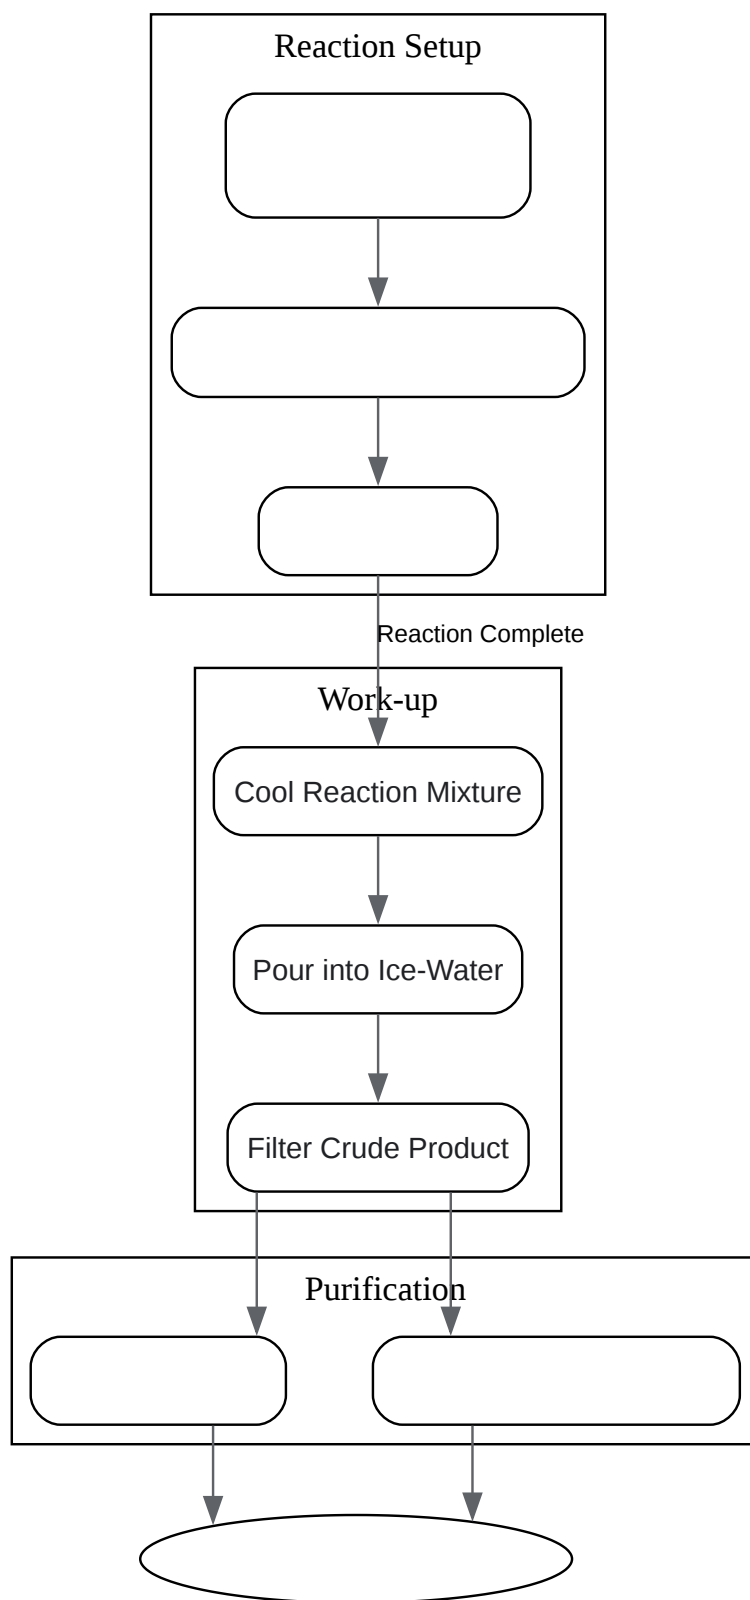 Reaction Setup
Reaction Complete
Work-up
Cool Reaction Mixture
Pour into Ice-Water
Filter Crude Product
Purification